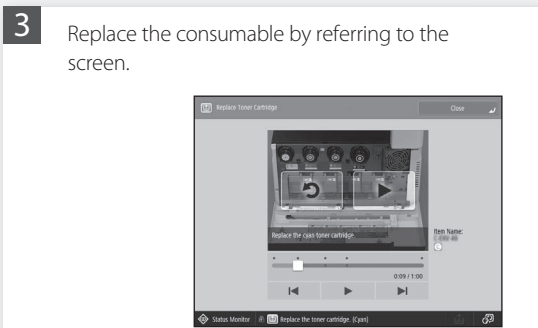 3
Replace the consumable by referring to the
screen.
Replace Toner Cartridge
Close
Replace the cyan toner cartridge.
Item Name:
C
0:09 / 1:00
Status Monitor
Replace the toner cartridge. (Cyan)